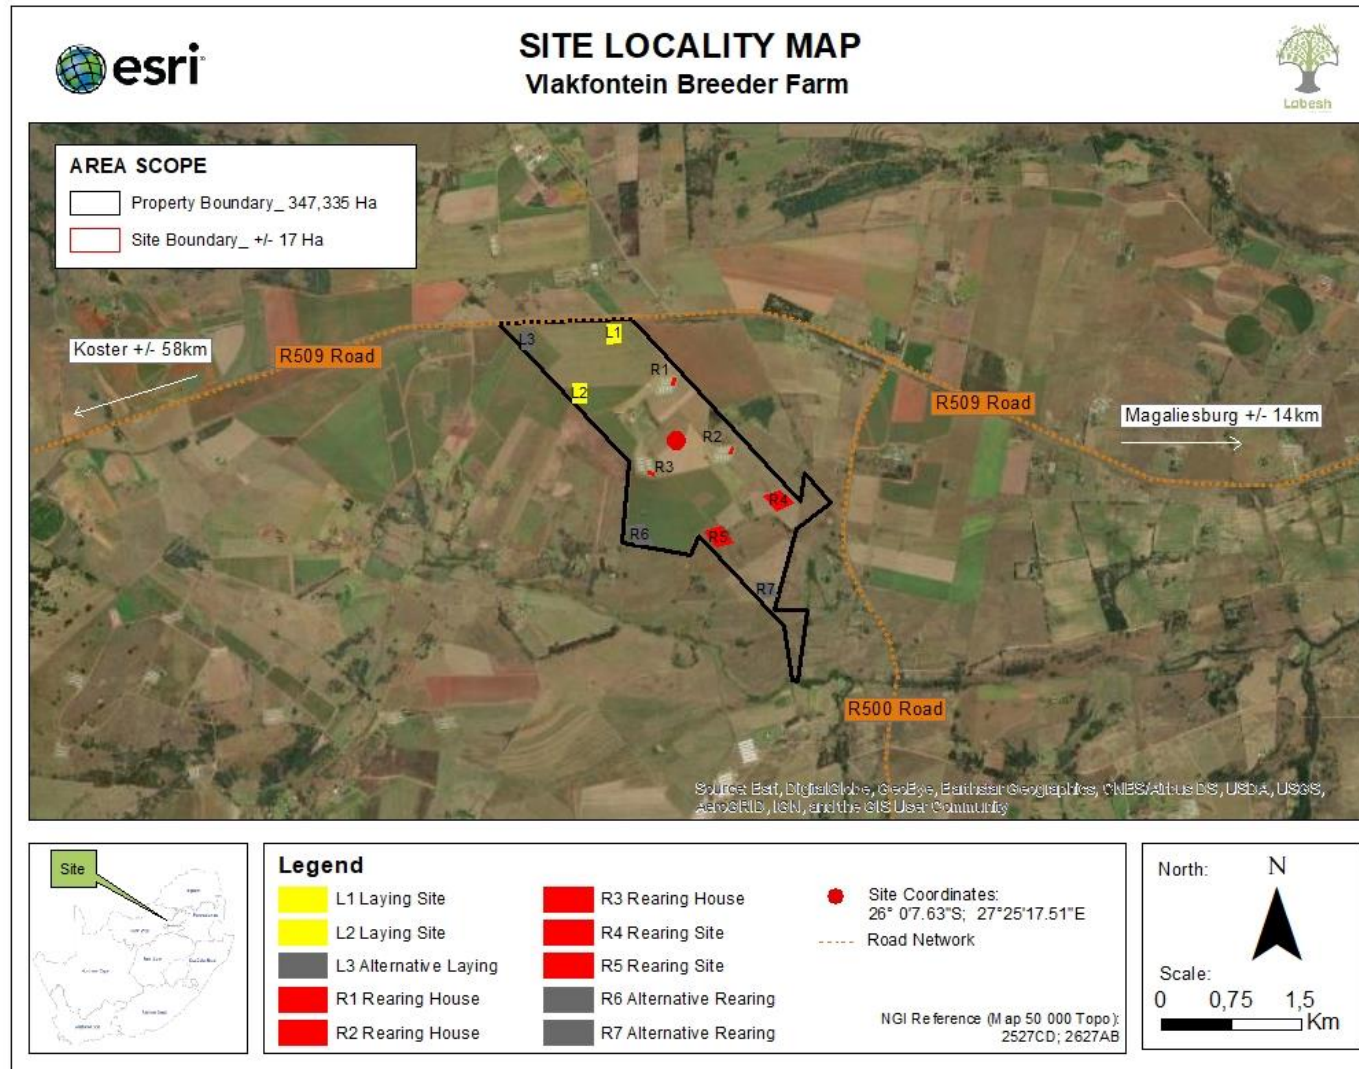 esri
SITE LOCALITY MAP
Vlakfontein Breeder Farm
Labesh
AREA SCOPE
Property Boundary_ 347,335 Ha
Site Boundary_ +/- 17 Ha
Koster +/- 58km
R509 Road
L3
L1
L2
R1
R2
R3
R4
R5
R6
R7
R509 Road
Magaliesburg +/- 14km
R500 Road
Source: Esri, DigitalGlobe, GeoEye, Earthstar Geographics, CNES/Airbus DS, USDA, USGS,
AeroGRID, IGN, and the GIS User Community
Site
Legend
L1 Laying Site
L2 Laying Site
L3 Alternative Laying
R1 Rearing House
R2 Rearing House
R3 Rearing House
R4 Rearing Site
R5 Rearing Site
R6 Alternative Rearing
R7 Alternative Rearing
Site Coordinates:
26° 0'7.63"S; 27°25'17.51"E
Road Network
NGI Reference (Map 50 000 Topo):
2527CD; 2627AB
North:
N
Scale:
0 0,75 1,5
Km